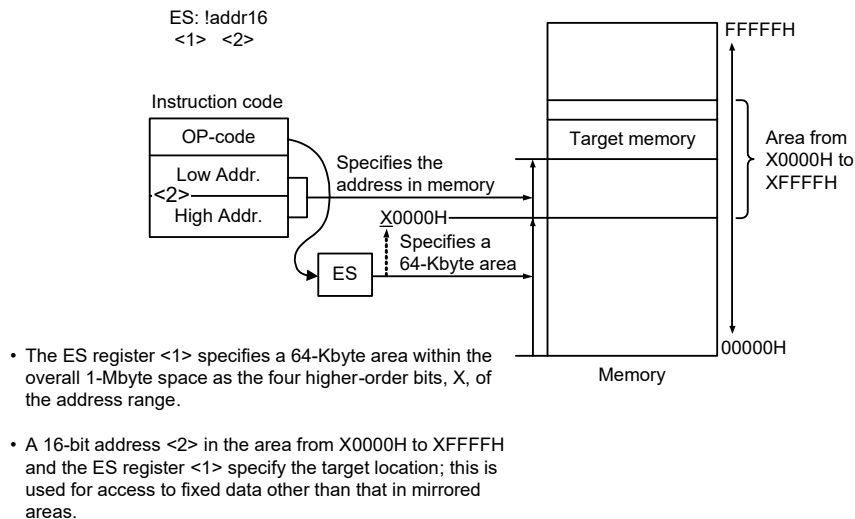 ES: !addr16
<1> <2>
FFFFFH
Instruction code
OP-code
Low Addr.
<2>
High Addr.
Specifies the
address in memory
Target memory
Area from
X0000H to
XFFFFH
X0000H
Specifies a
64-Kbyte area
ES
00000H
Memory
• The ES register <1> specifies a 64-Kbyte area within the
overall 1-Mbyte space as the four higher-order bits, X, of
the address range.
• A 16-bit address <2> in the area from X0000H to XFFFFH
and the ES register <1> specify the target location; this is
used for access to fixed data other than that in mirrored
areas.